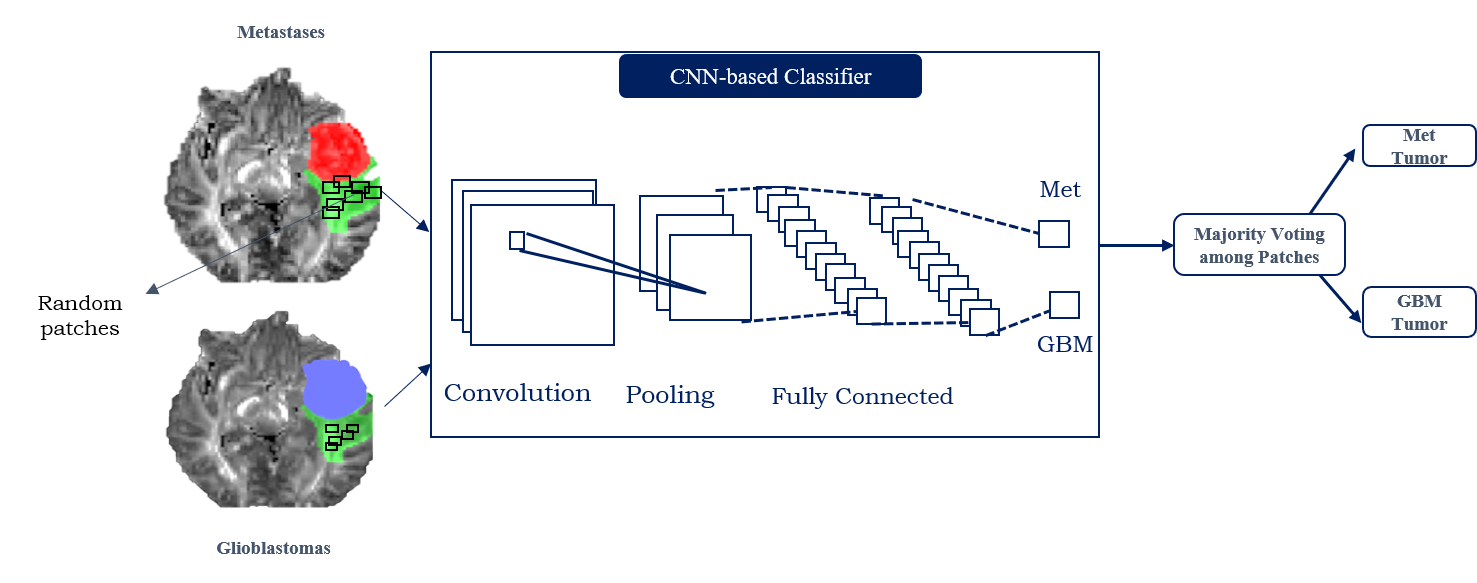 Metastases
Random
patches
Glioblastomas
CNN-based Classifier
Convolution
Pooling
Fully Connected
Met
GBM
Majority Voting
among Patches
Met
Tumor
GBM
Tumor